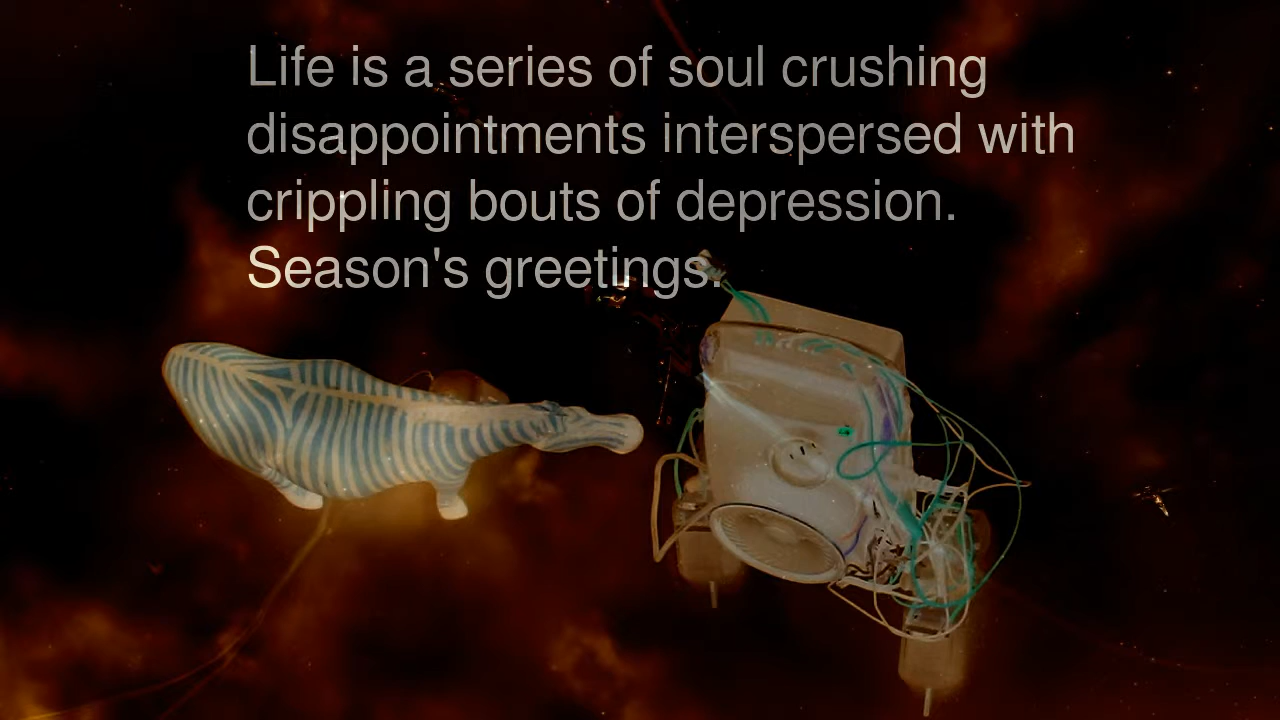 Life is a series of soul crushing
disappointments interspersed with
crippling bouts of depression.
Season's greetings.